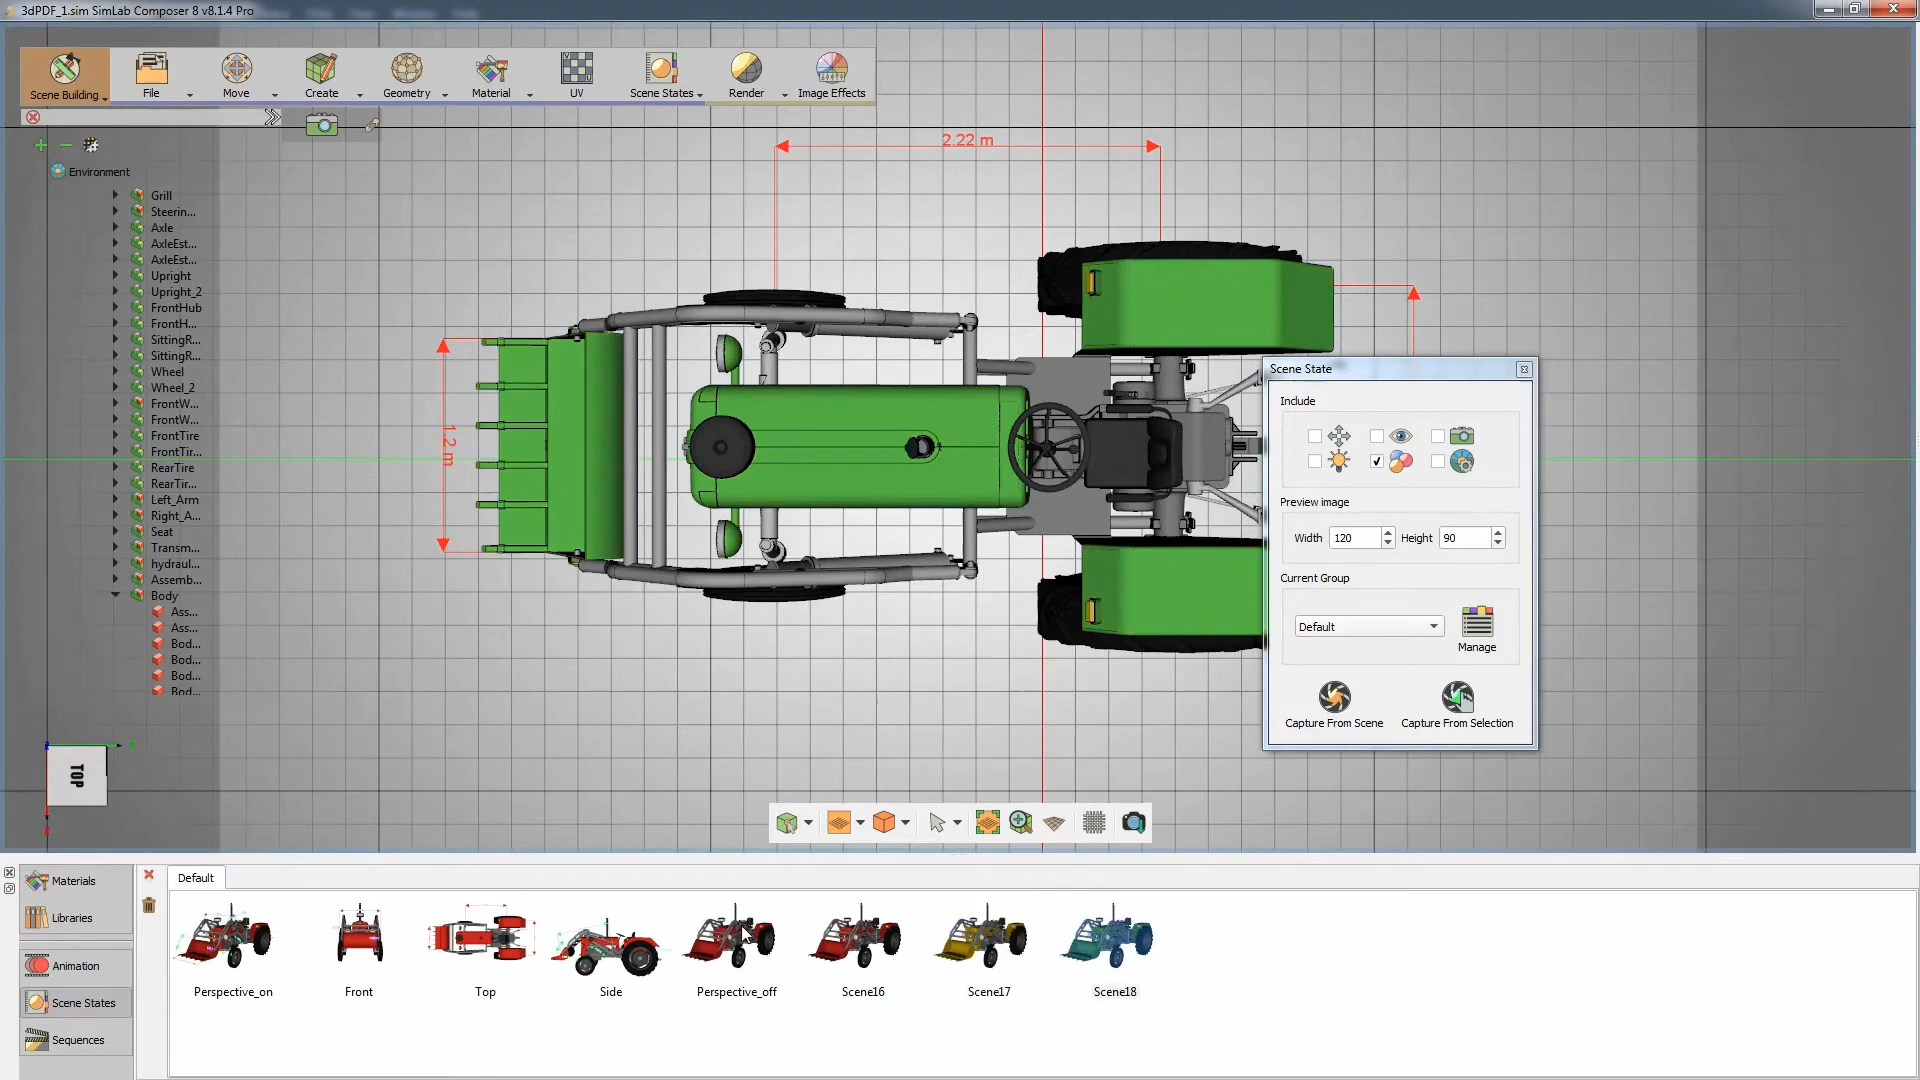 3dPDF_1.sim SimLab Composer 8 v8.1.4 Pro
Scene Building
File
Move
Create
Geometry
Material
UV
Scene States
Render
Image Effects
Environment
Grill
Steerin...
Axle
AxleEst...
AxleEst...
Upright
Upright_2
FrontHub
FrontH...
SittingR...
SittingR...
Wheel
Wheel_2
FrontW...
FrontW...
FrontTire
FrontTir...
RearTire
RearTir...
Left_Arm
Right_A...
Seat
Transm...
hydraul...
Assemb...
Body
Ass...
Ass...
Bod...
Bod...
Bod...
Bod...
2.22 m
1.2 m
TOP
Scene State
Include
Preview image
Width 120 Height 90
Current Group
Default
Manage
Capture From Scene
Capture From Selection
Materials
Libraries
Animation
Scene States
Sequences
Default
Perspective_on
Front
Top
Side
Perspective_off
Scene16
Scene17
Scene18